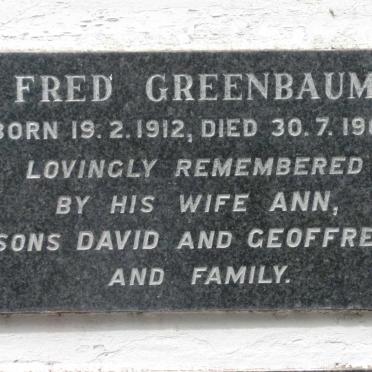 FRED GREENBAUM
BORN 19.2.1912, DIED 30.7.19
LOVINGLY REMEMBERED
BY HIS WIFE ANN,
SONS DAVID AND GEOFFRE
AND FAMILY.